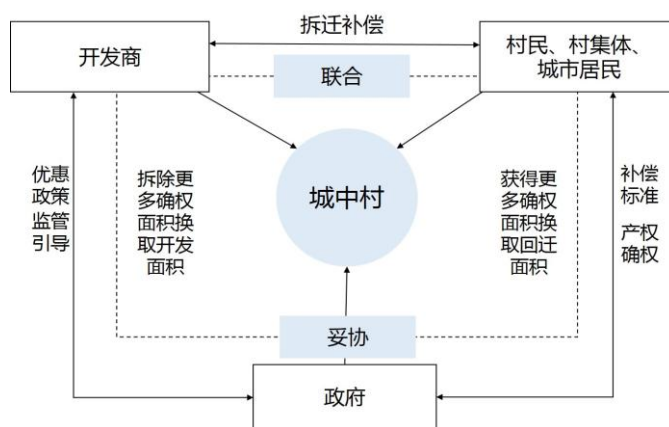 拆迁补偿
开发商
村民、村集体、
城市居民
联合
优惠
政策
监管
引导
拆除更
多确权
面积换
取开发
面积
城中村
获得更
多确权
面积换
取回迁
面积
补偿
标准
产权
确权
妥协
政府